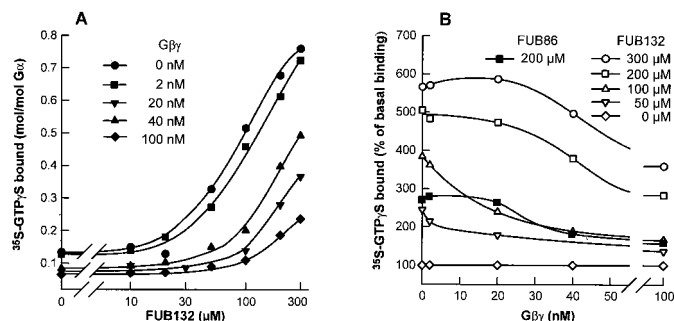 A
Gβγ
0 nM
2 nM
20 nM
40 nM
100 nM
³⁵S-GTPγS bound (mol/mol Gα)
0.8
0.7
0.6
0.5
0.4
0.3
0.2
0.1
0 10 100 300
FUB132 (µM)
B
FUB86
200 µM
FUB132
300 µM
200 µM
100 µM
50 µM
0 µM
³⁵S-GTPγS bound (% of basal binding)
700
600
500
400
300
200
100
0 10 20 30 40 50 100
Gβγ (nM)